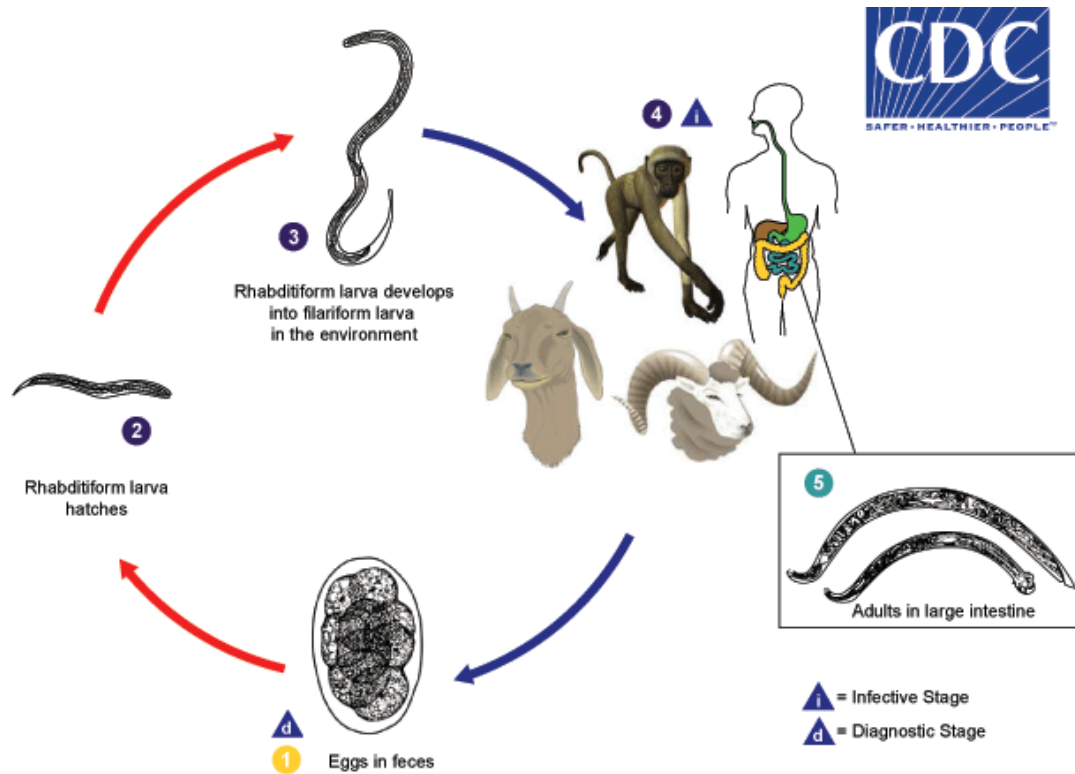 CDC
SAFER • HEALTHIER • PEOPLE™
4
i
3
Rhabditiform larva develops
into filariform larva
in the environment
2
Rhabditiform larva
hatches
5
Adults in large intestine
d
1
Eggs in feces
i = Infective Stage
d = Diagnostic Stage